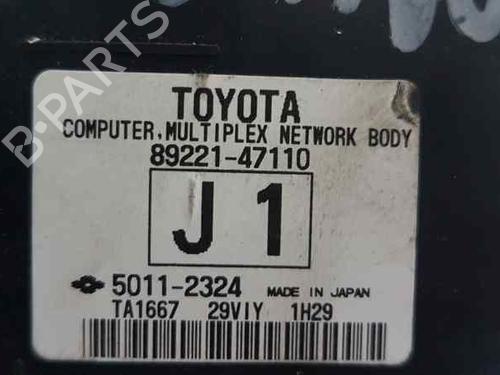 TOYOTA
COMPUTER, MULTIPLEX NETWORK BODY
89221-47110
J 1
5011-2324 MADE IN JAPAN
TA1667 29VIY 1H29
B-PARTS